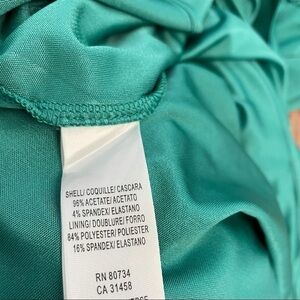 SHELL/ COQUILLE/ CASCARA
96% ACETATE/ ACETATO
4% SPANDEX/ ELASTANO
LINING/ DOUBLURE/ FORRO
84% POLYESTER/ POLIESTER
16% SPANDEX/ ELASTANO
RN 80734
CA 31458